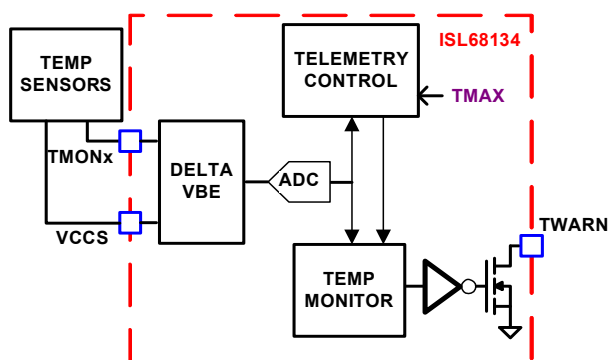 ISL68134
TEMP
SENSORS
TELEMETRY
CONTROL
TMAX
TMONx
DELTA
VBE
ADC
VCCS
TWARN
TEMP
MONITOR